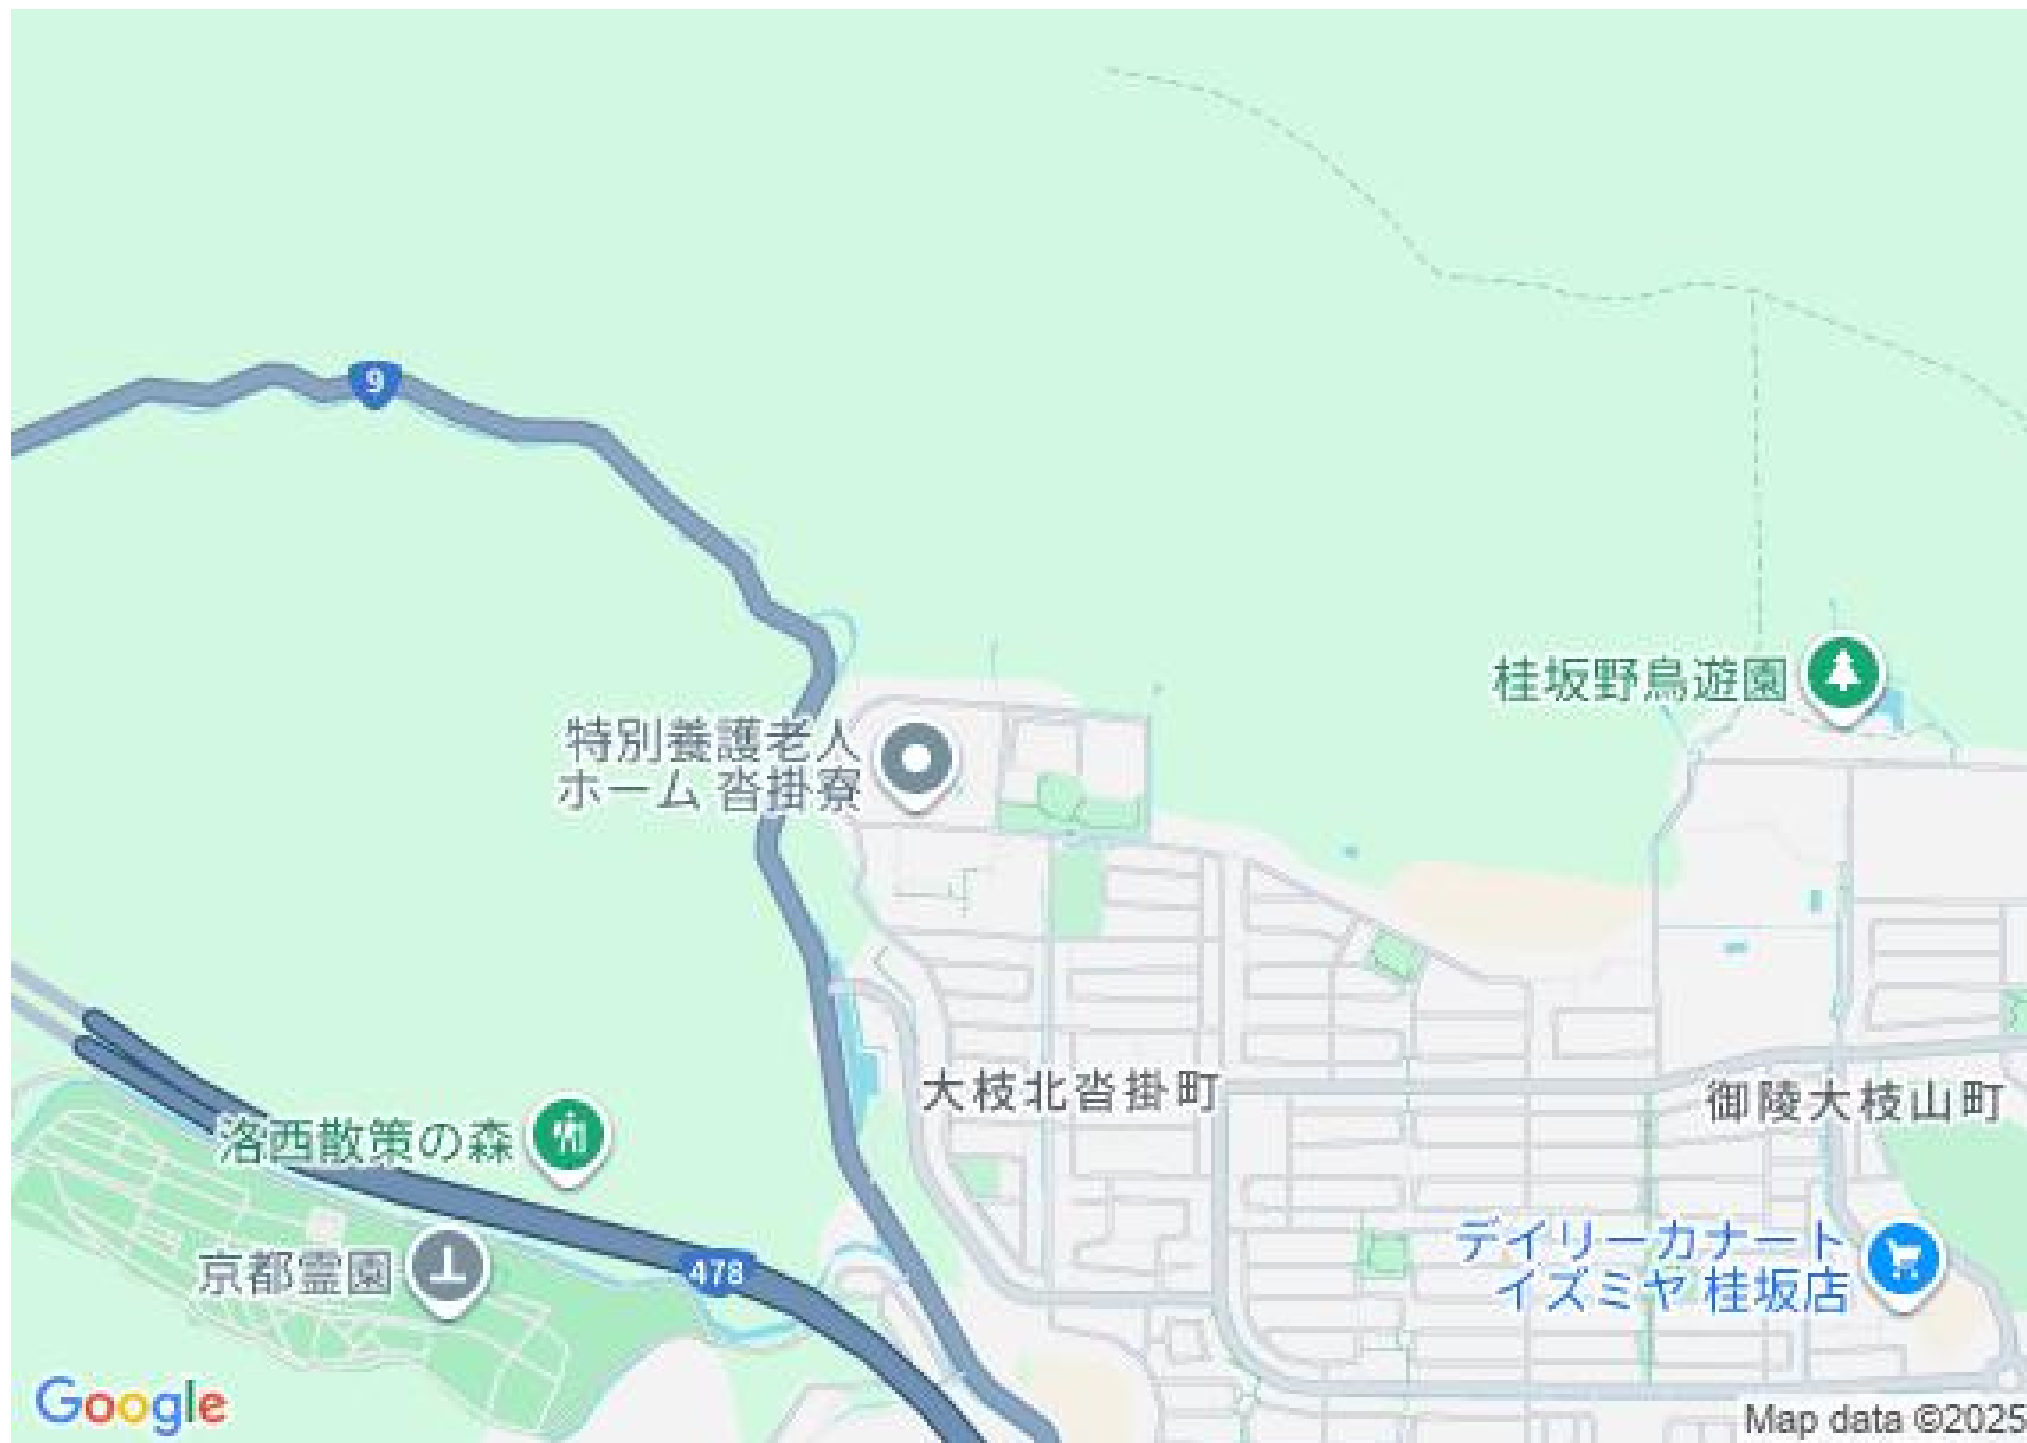 9
桂坂野鳥遊園
特別養護老人
ホーム 沓掛寮
大枝北沓掛町
御陵大枝山町
洛西散策の森
デイリーカナート
イズミヤ 桂坂店
京都霊園
478
Google
Map data ©2025